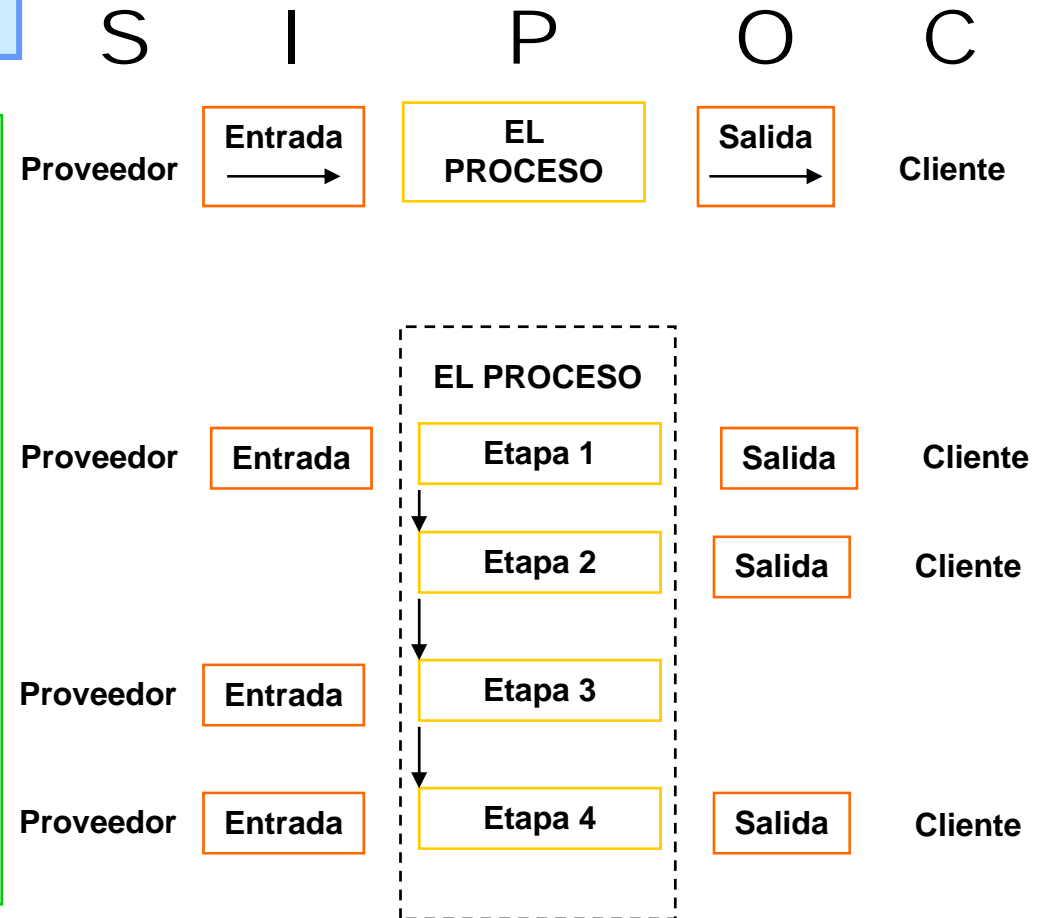 S I P O C
Proveedor Entrada EL PROCESO Salida Cliente
EL PROCESO
Proveedor Entrada Etapa 1 Salida Cliente
Etapa 2 Salida Cliente
Proveedor Entrada Etapa 3
Proveedor Entrada Etapa 4 Salida Cliente